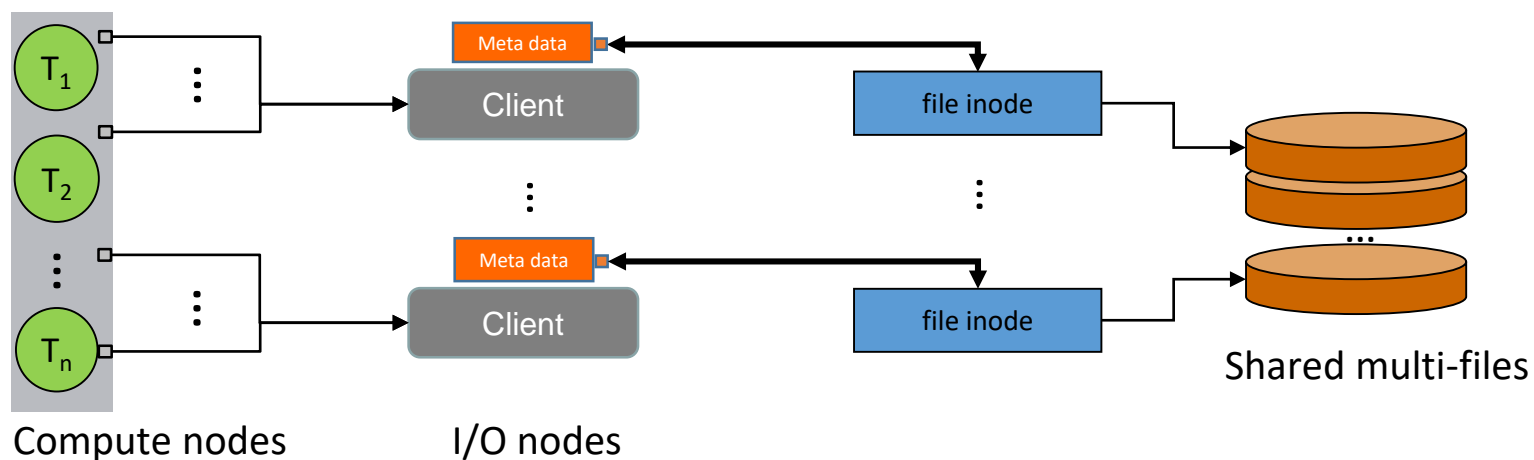 T1
T2
⋮
Tn
Compute nodes
⋮
⋮
Meta data
Client
⋮
Meta data
Client
I/O nodes
file inode
⋮
file inode
...
Shared multi-files